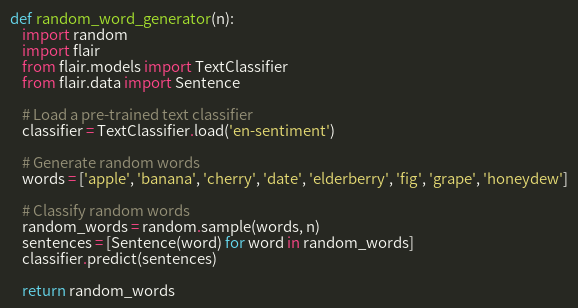 def random_word_generator(n):
    import random
    import flair
    from flair.models import TextClassifier
    from flair.data import Sentence

    # Load a pre-trained text classifier
    classifier = TextClassifier.load('en-sentiment')

    # Generate random words
    words = ['apple', 'banana', 'cherry', 'date', 'elderberry', 'fig', 'grape', 'honeydew']

    # Classify random words
    random_words = random.sample(words, n)
    sentences = [Sentence(word) for word in random_words]
    classifier.predict(sentences)

    return random_words